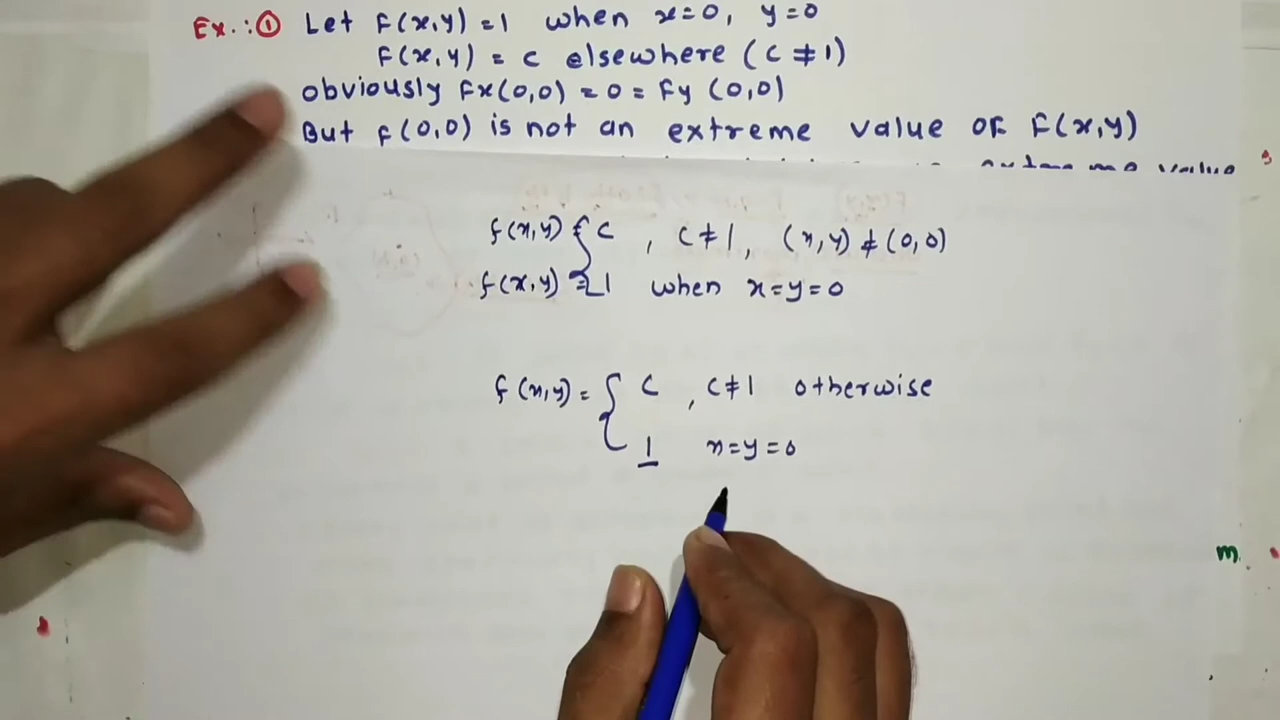 Ex.:① Let f(x,y)=1 when x=0, y=0
f(x,y) = c elsewhere (c ≠ 1)
obviously fx(0,0) = 0 = fy (0,0)
But f(0,0) is not an extreme value of f(x,y)
f(x,y) { c , c ≠ 1, (x,y) ≠ (0,0)
f(x,y) = 1 when x=y=0
f(x,y) = { c , c≠1 otherwise
1 x=y=0
m